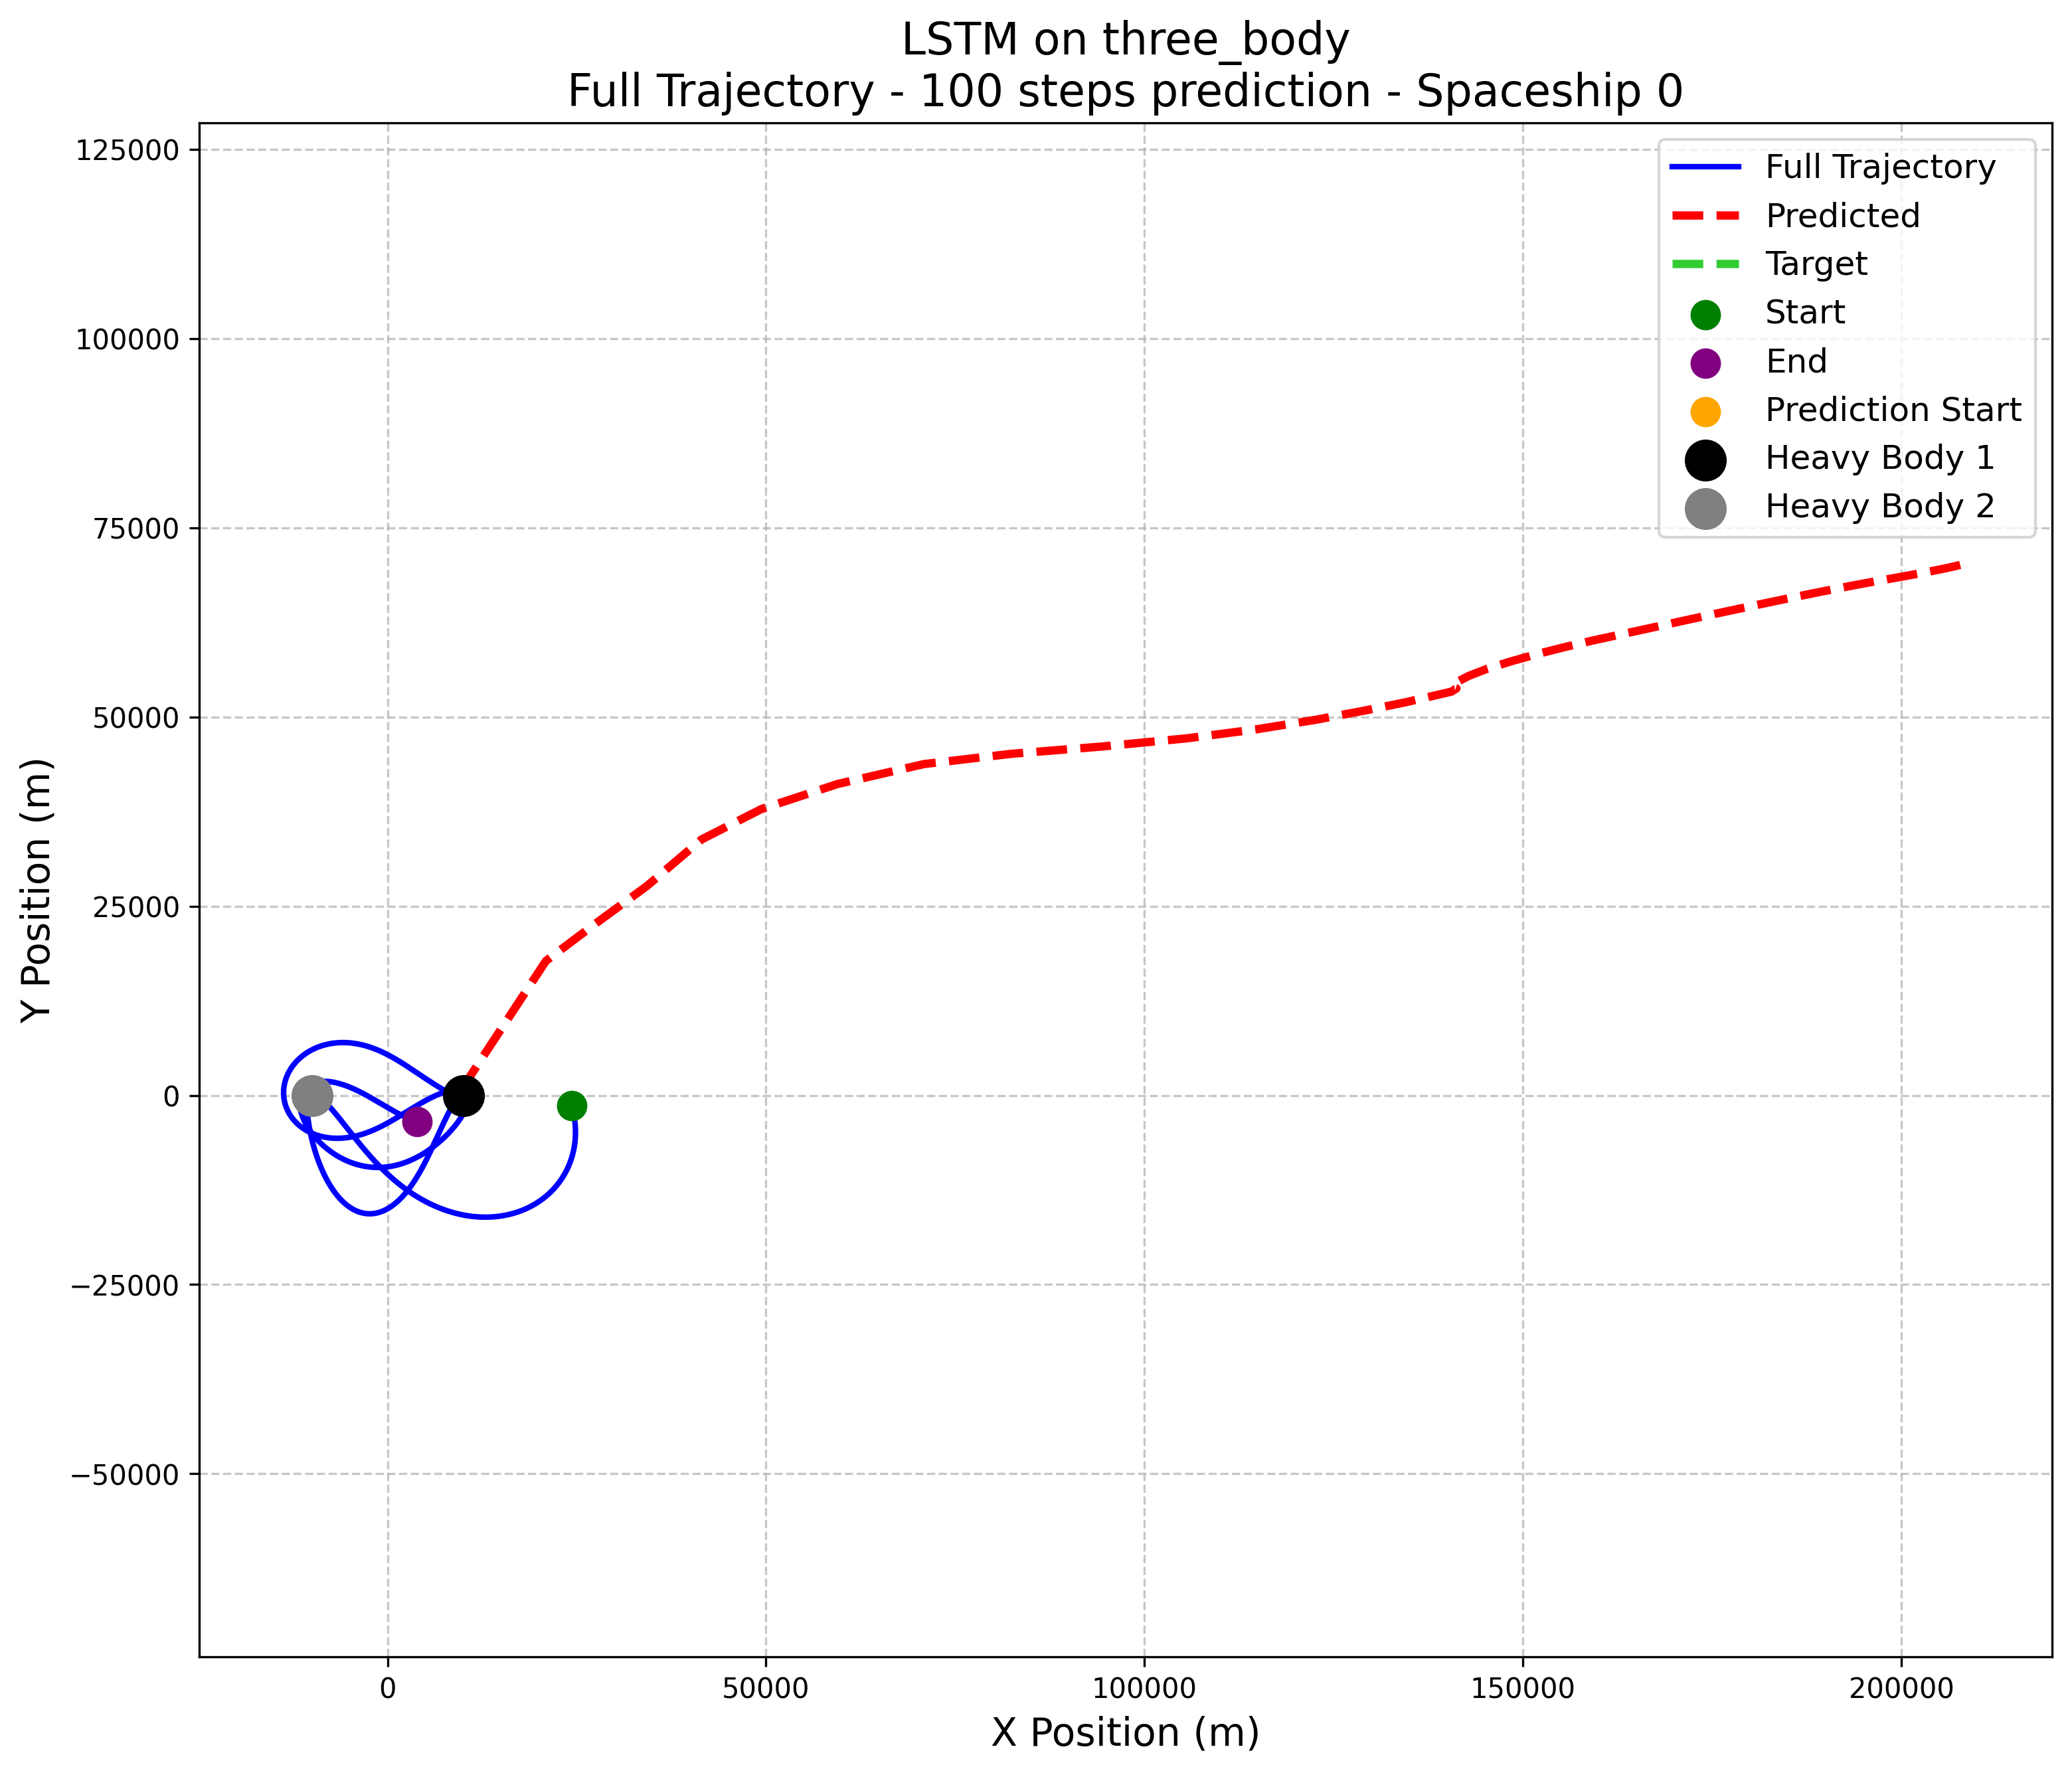 LSTM on three_body
Full Trajectory - 100 steps prediction - Spaceship 0
125000
100000
75000
50000
25000
0
−25000
−50000
Y Position (m)
Full Trajectory
Predicted
Target
Start
End
Prediction Start
Heavy Body 1
Heavy Body 2
0
50000
100000
150000
200000
X Position (m)